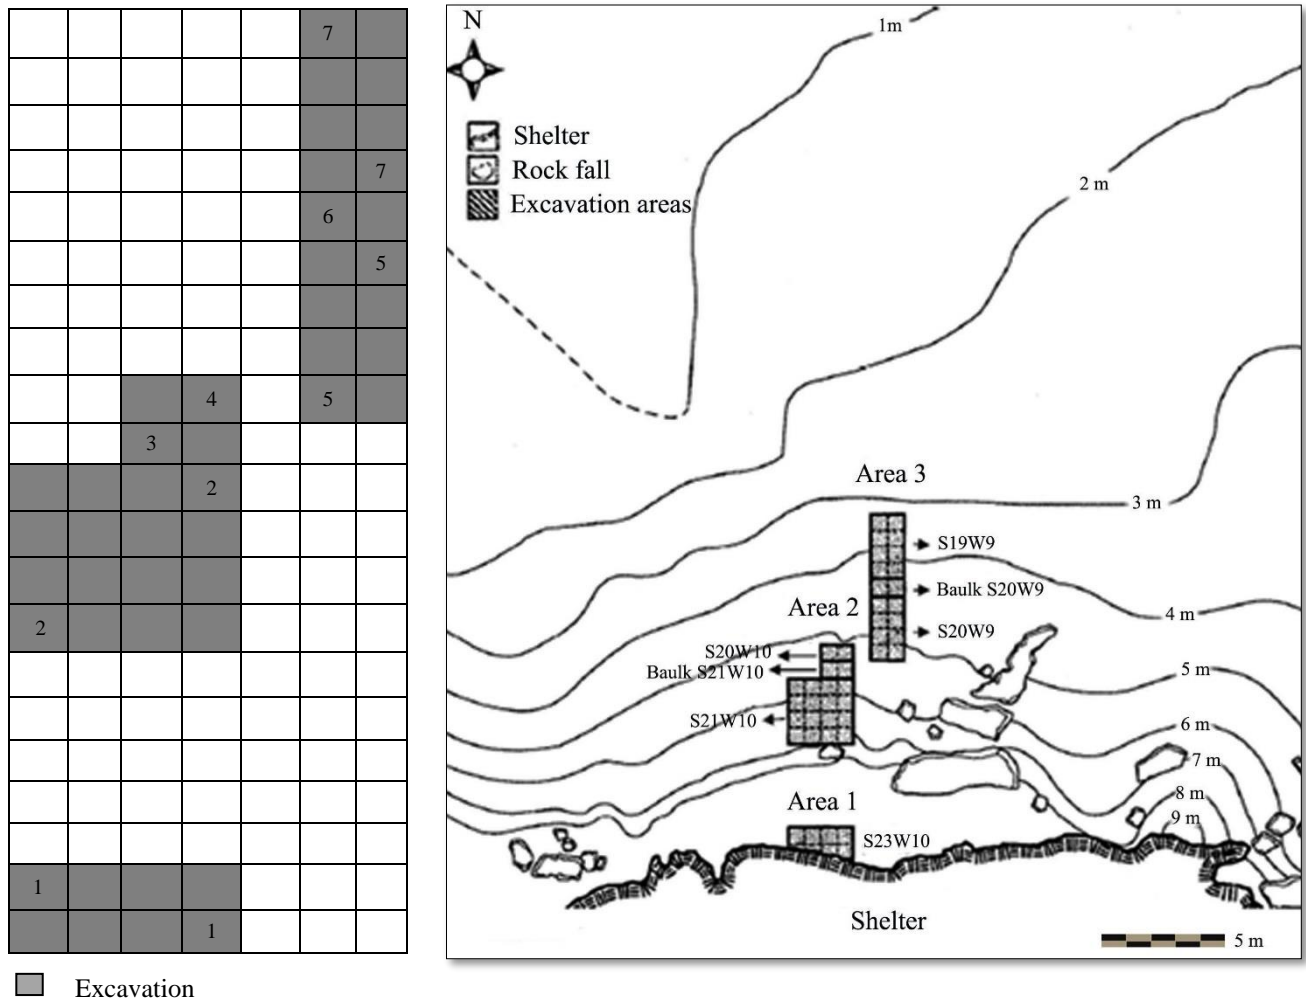 7
7
6
5
4
5
3
2
2
1
1
Excavation
N
Shelter
Rock fall
Excavation areas
1m
2 m
Area 3
3 m
S19W9
Baulk S20W9
4 m
Area 2
S20W9
S20W10
Baulk S21W10
5 m
S21W10
6 m
7 m
8 m
Area 1
9 m
S23W10
Shelter
5 m